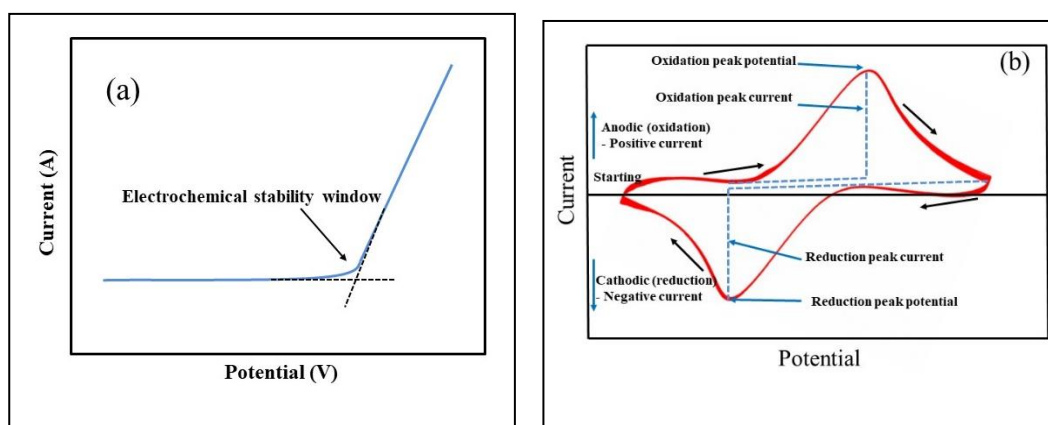 (a)
Electrochemical stability window
Current (A)
Potential (V)
(b)
Oxidation peak potential
Oxidation peak current
Anodic (oxidation)
- Positive current
Starting
Current
Reduction peak current
Cathodic (reduction)
- Negative current
Reduction peak potential
Potential